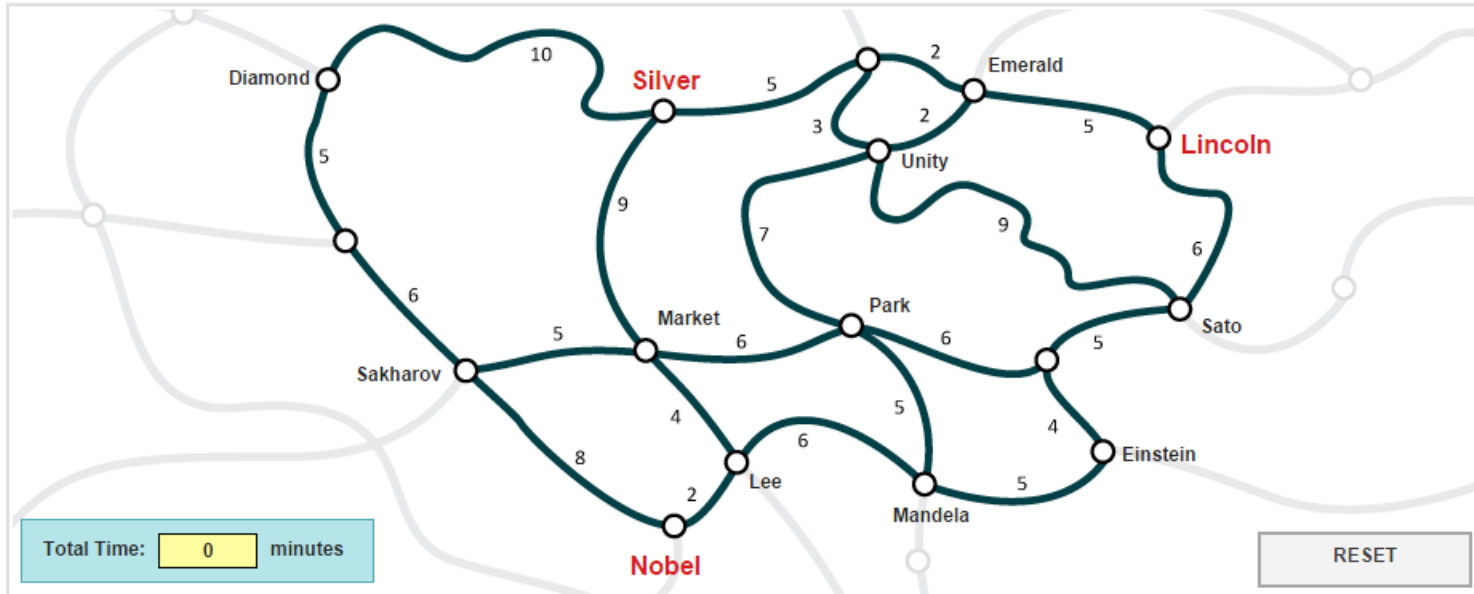 10
2
Emerald
Diamond
Silver
5
3
2
5
Lincoln
5
Unity
9
7
9
6
6
Market
Park
Sato
5
6
6
5
Sakharov
4
5
4
6
Einstein
8
Lee
5
2
Mandela
Total Time: 0 minutes
Nobel
RESET